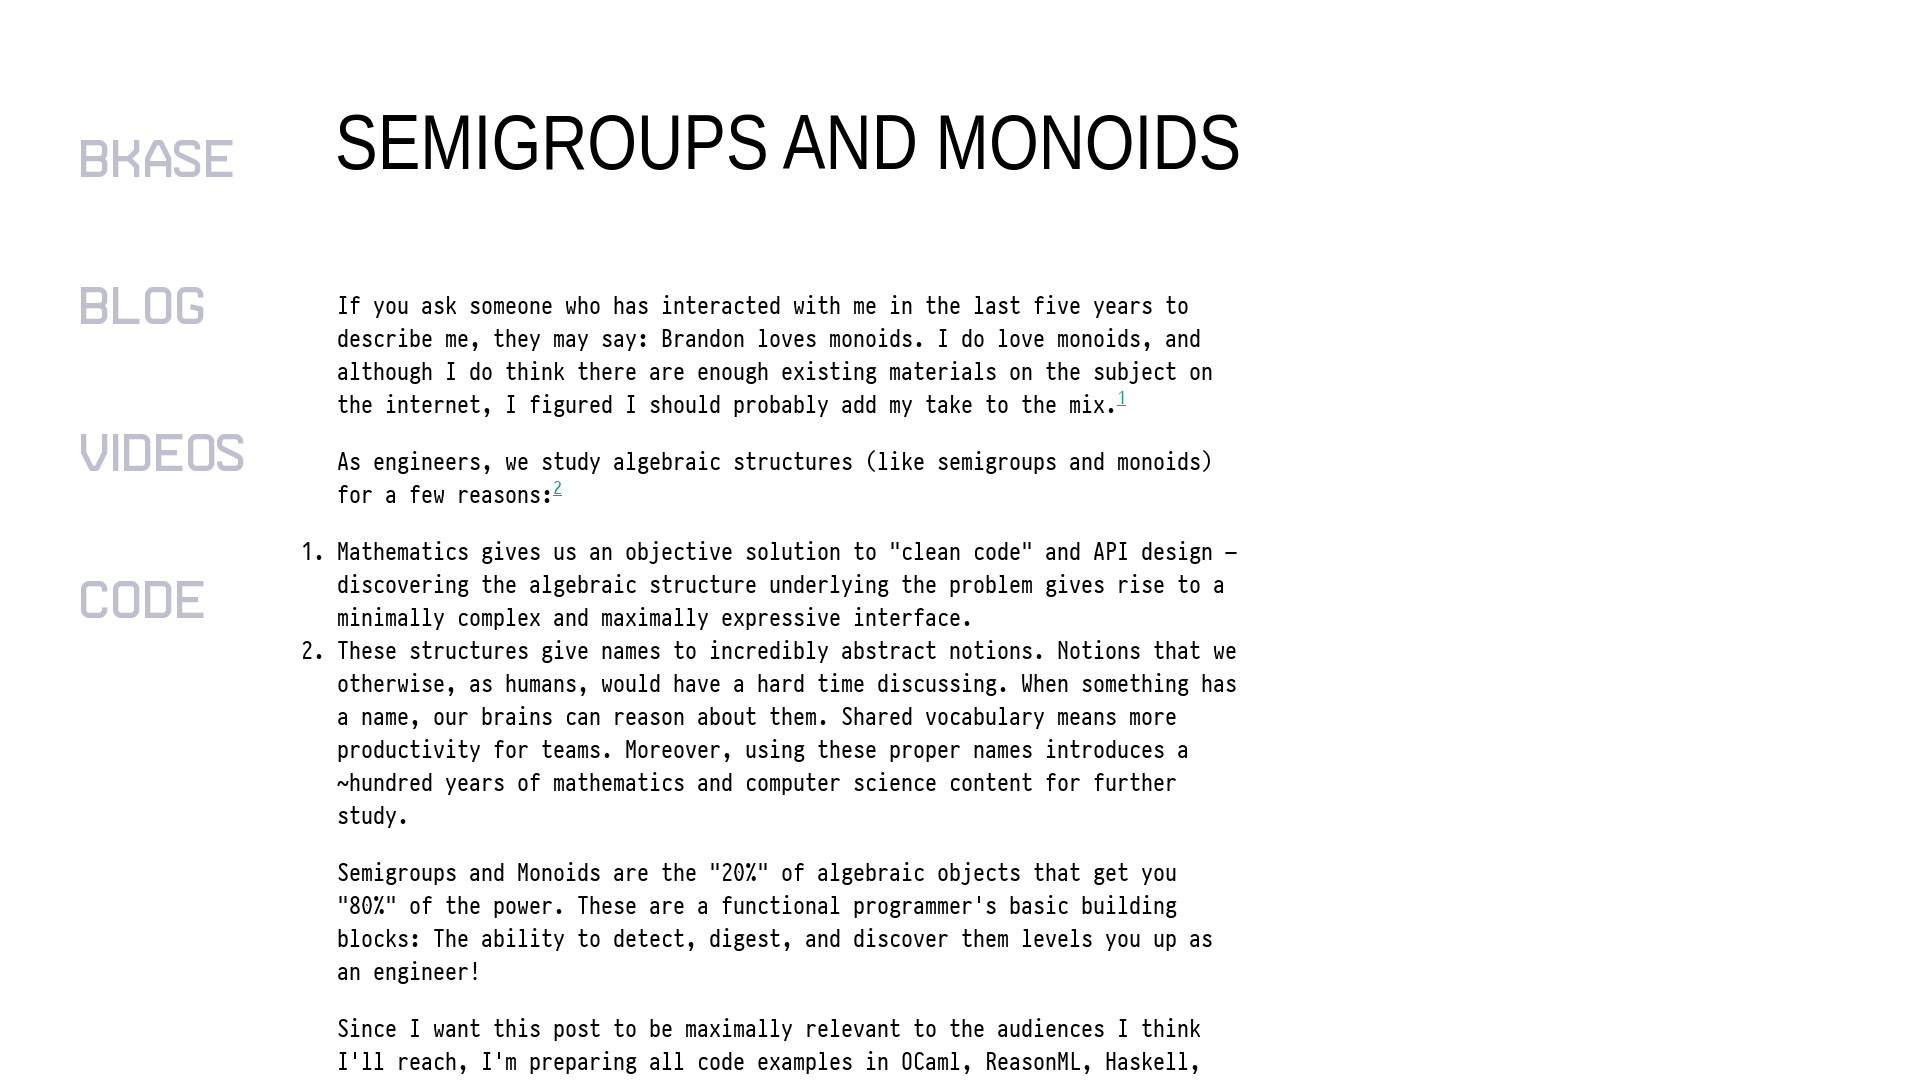 BKASE
BLOG
VIDEOS
CODE
SEMIGROUPS AND MONOIDS
If you ask someone who has interacted with me in the last five years to
describe me, they may say: Brandon loves monoids. I do love monoids, and
although I do think there are enough existing materials on the subject on
the internet, I figured I should probably add my take to the mix.1
As engineers, we study algebraic structures (like semigroups and monoids)
for a few reasons:2
1. Mathematics gives us an objective solution to "clean code" and API design —
discovering the algebraic structure underlying the problem gives rise to a
minimally complex and maximally expressive interface.
2. These structures give names to incredibly abstract notions. Notions that we
otherwise, as humans, would have a hard time discussing. When something has
a name, our brains can reason about them. Shared vocabulary means more
productivity for teams. Moreover, using these proper names introduces a
~hundred years of mathematics and computer science content for further
study.
Semigroups and Monoids are the "20%" of algebraic objects that get you
"80%" of the power. These are a functional programmer's basic building
blocks: The ability to detect, digest, and discover them levels you up as
an engineer!
Since I want this post to be maximally relevant to the audiences I think
I'll reach, I'm preparing all code examples in OCaml, ReasonML, Haskell,